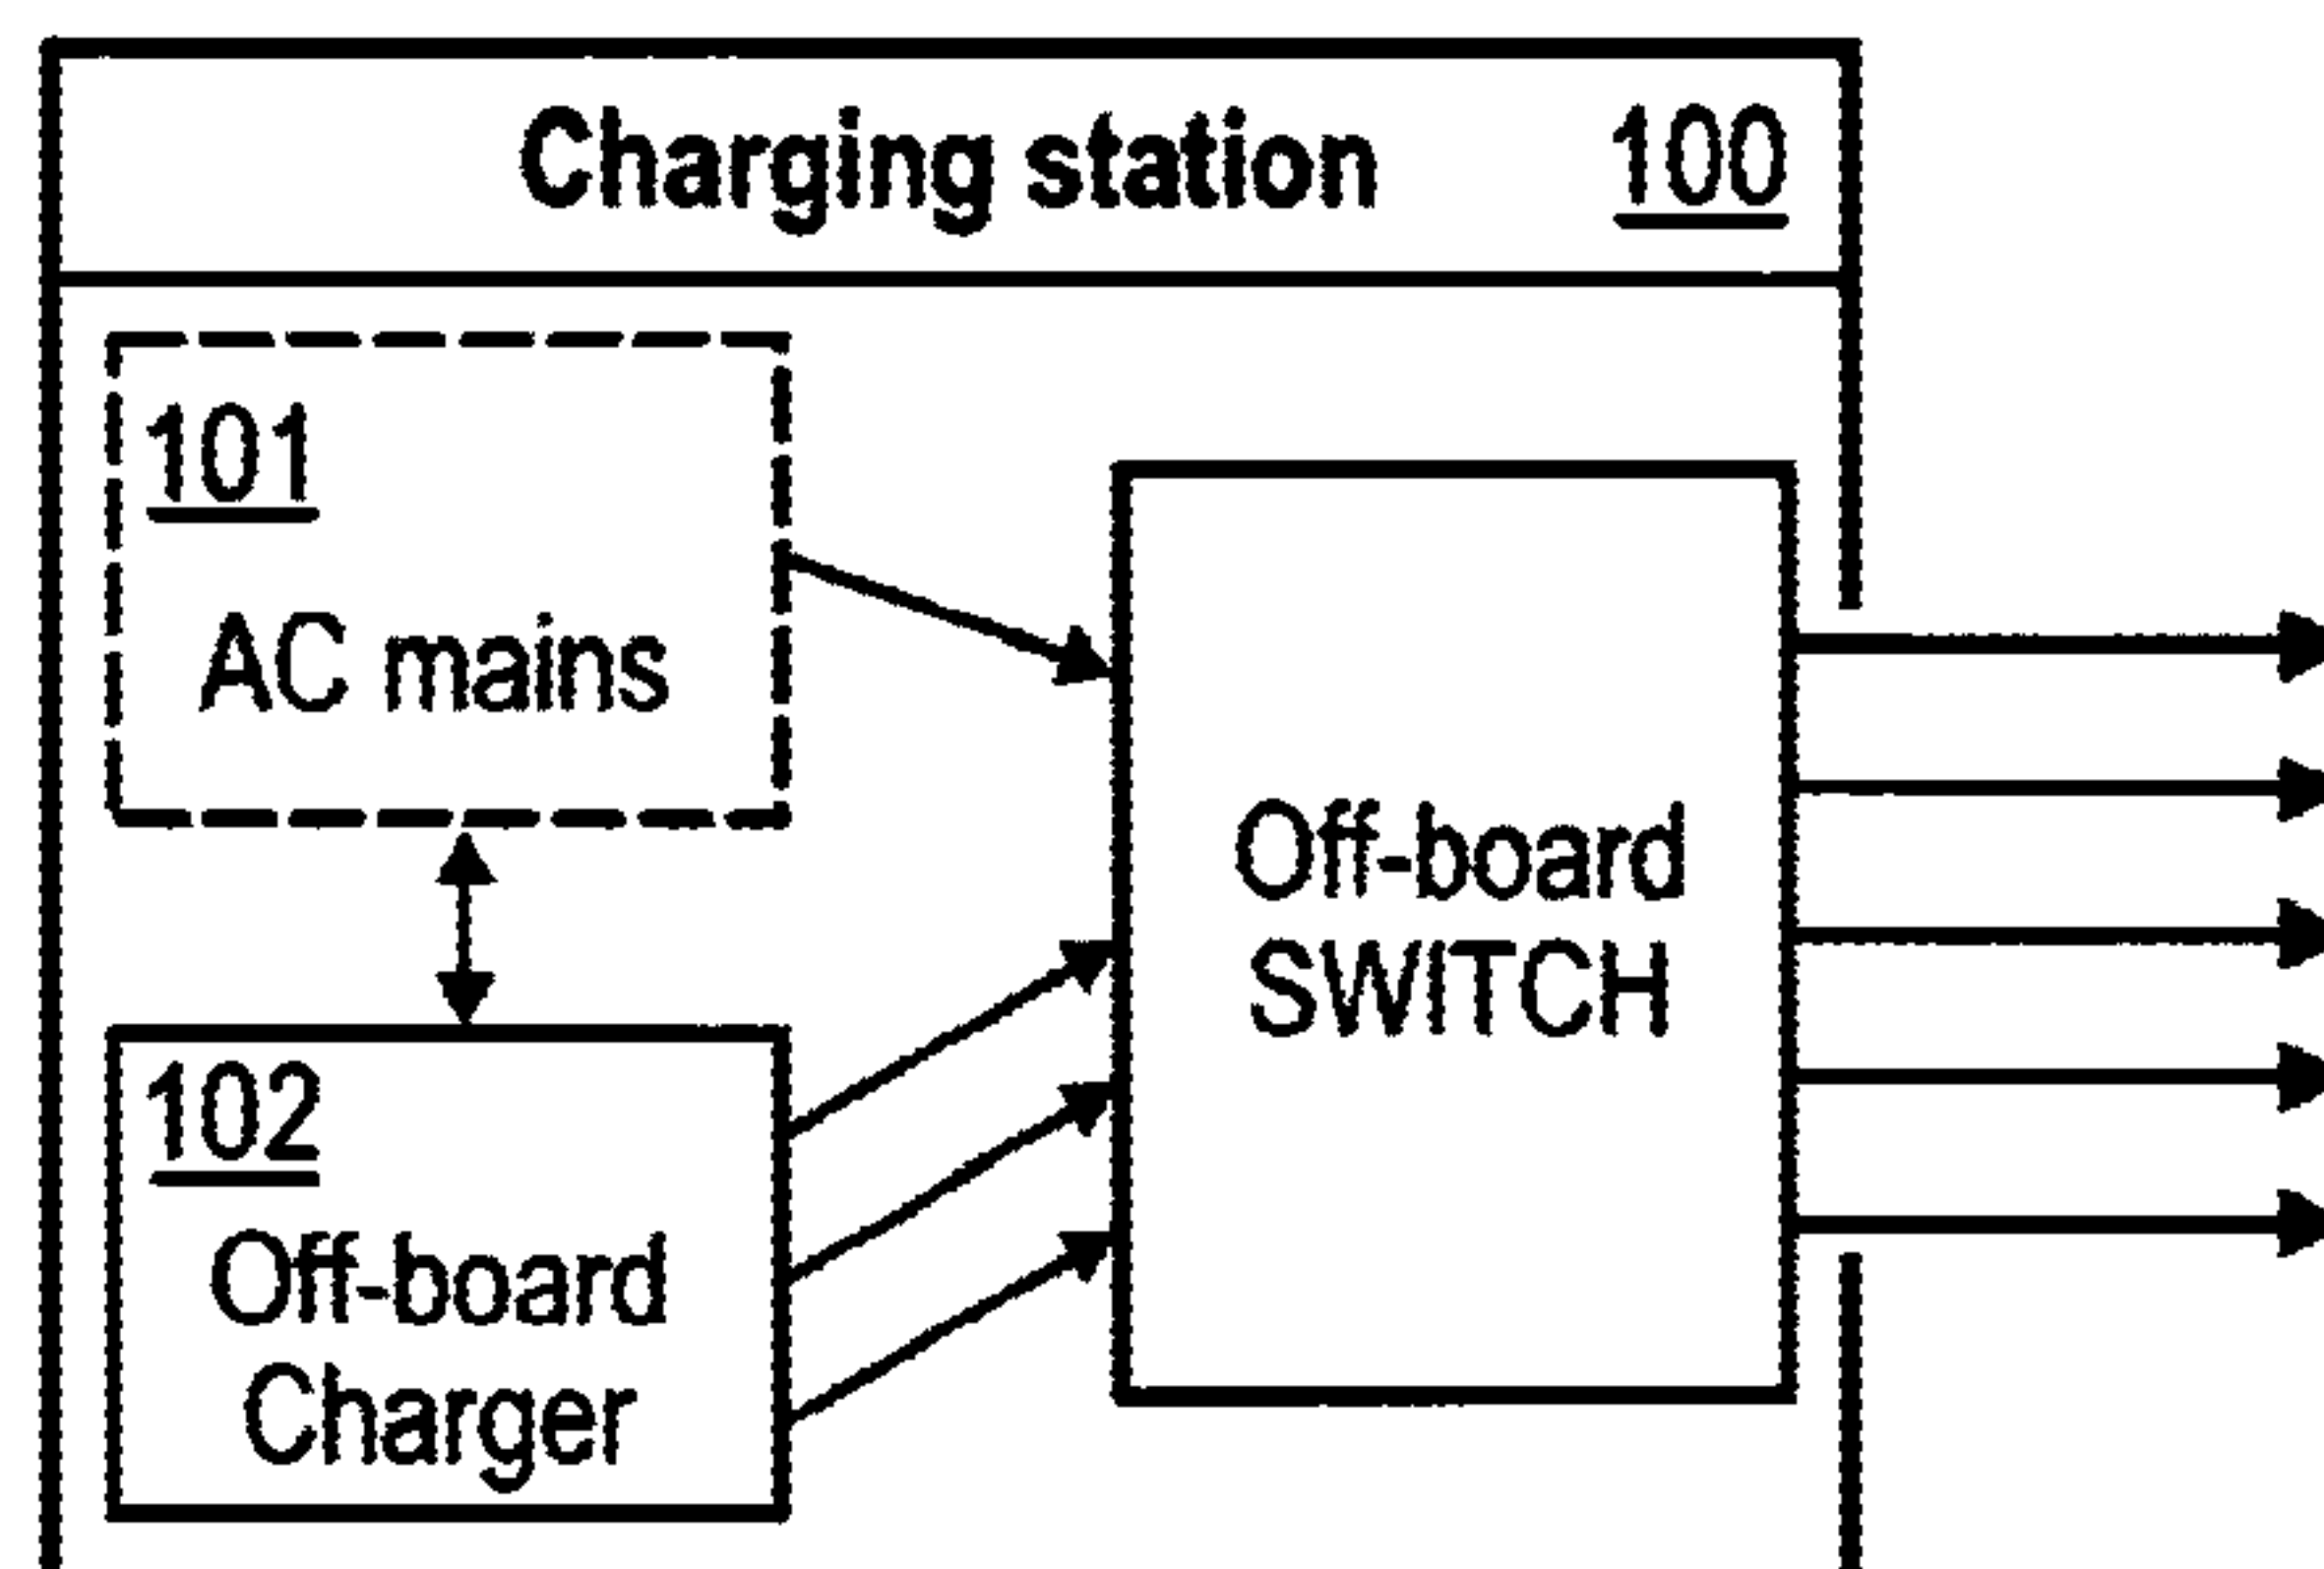 Charging station 100
101
AC mains
Off-board
SWITCH
102
Off-board
Charger